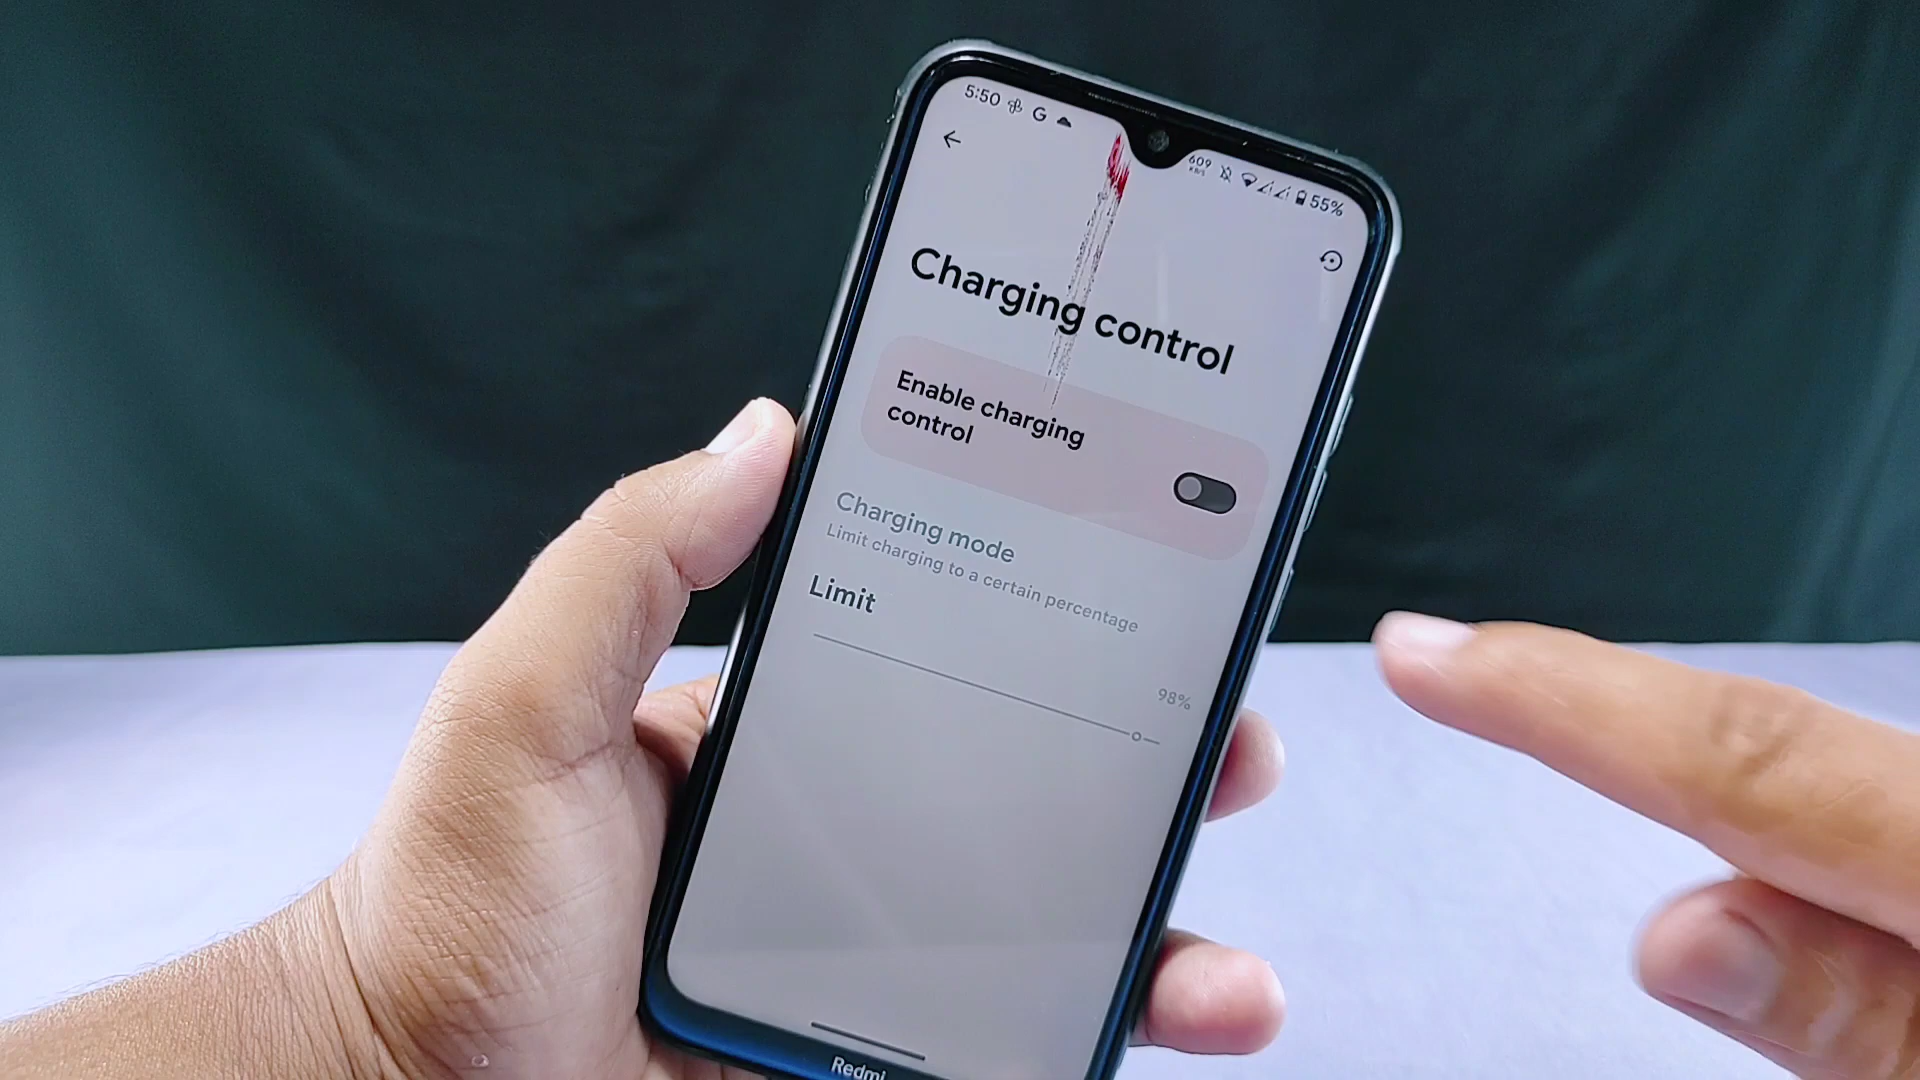 5:50 G
609
KB/S
55%
Charging control
Enable charging
control
Charging mode
Limit charging to a certain percentage
Limit
98%
Redmi